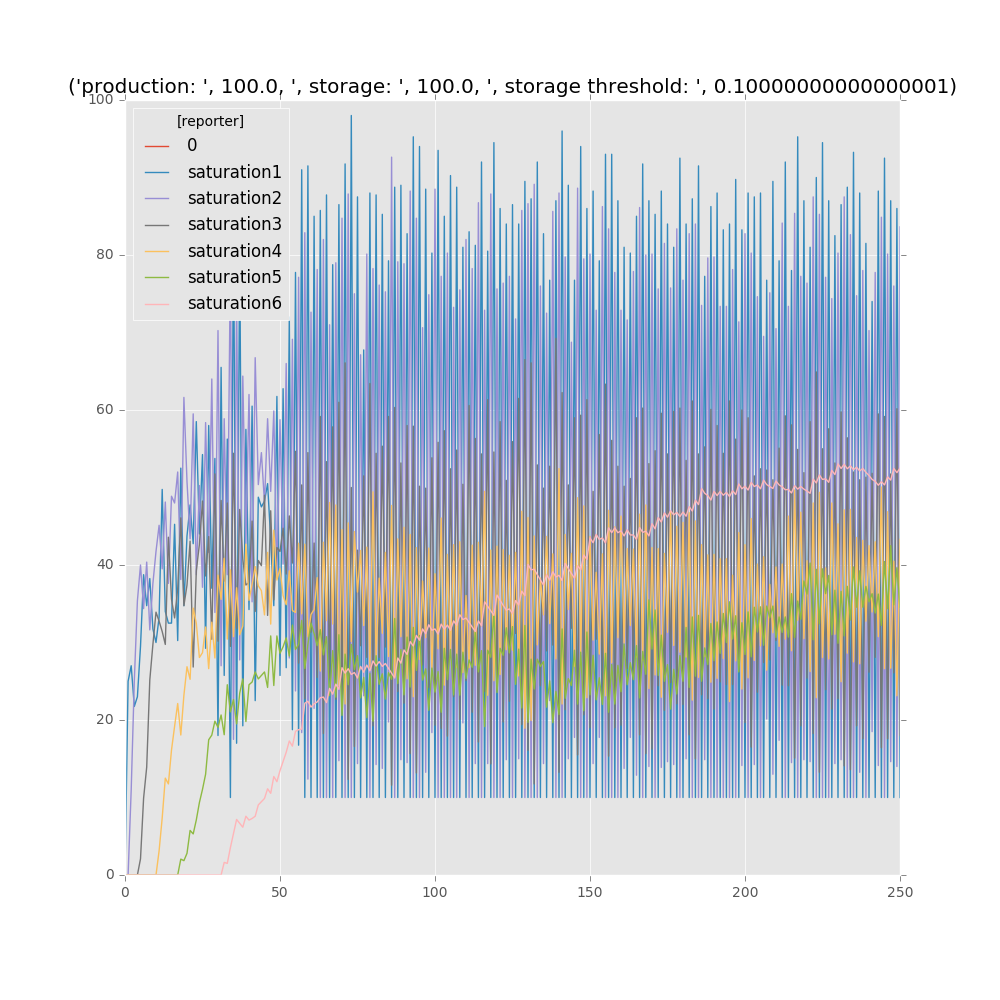 ('production: ', 100.0, ', storage: ', 100.0, ', storage threshold: ', 0.10000000000000001)
100
80
60
40
20
0
[reporter]
0
saturation1
saturation2
saturation3
saturation4
saturation5
saturation6
0 50 100 150 200 250